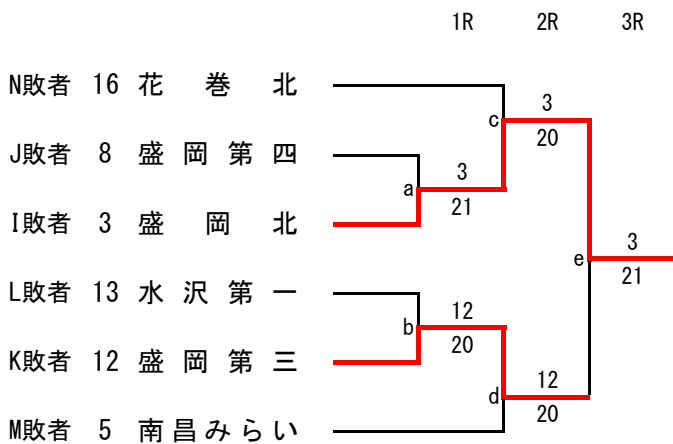 1R 2R 3R
N敗者 16 花巻北
c 3
20
J敗者 8 盛岡第四
a 3
21
I敗者 3 盛岡北
e 3
21
L敗者 13 水沢第一
b 12
20
K敗者 12 盛岡第三
d 12
20
M敗者 5 南昌みらい